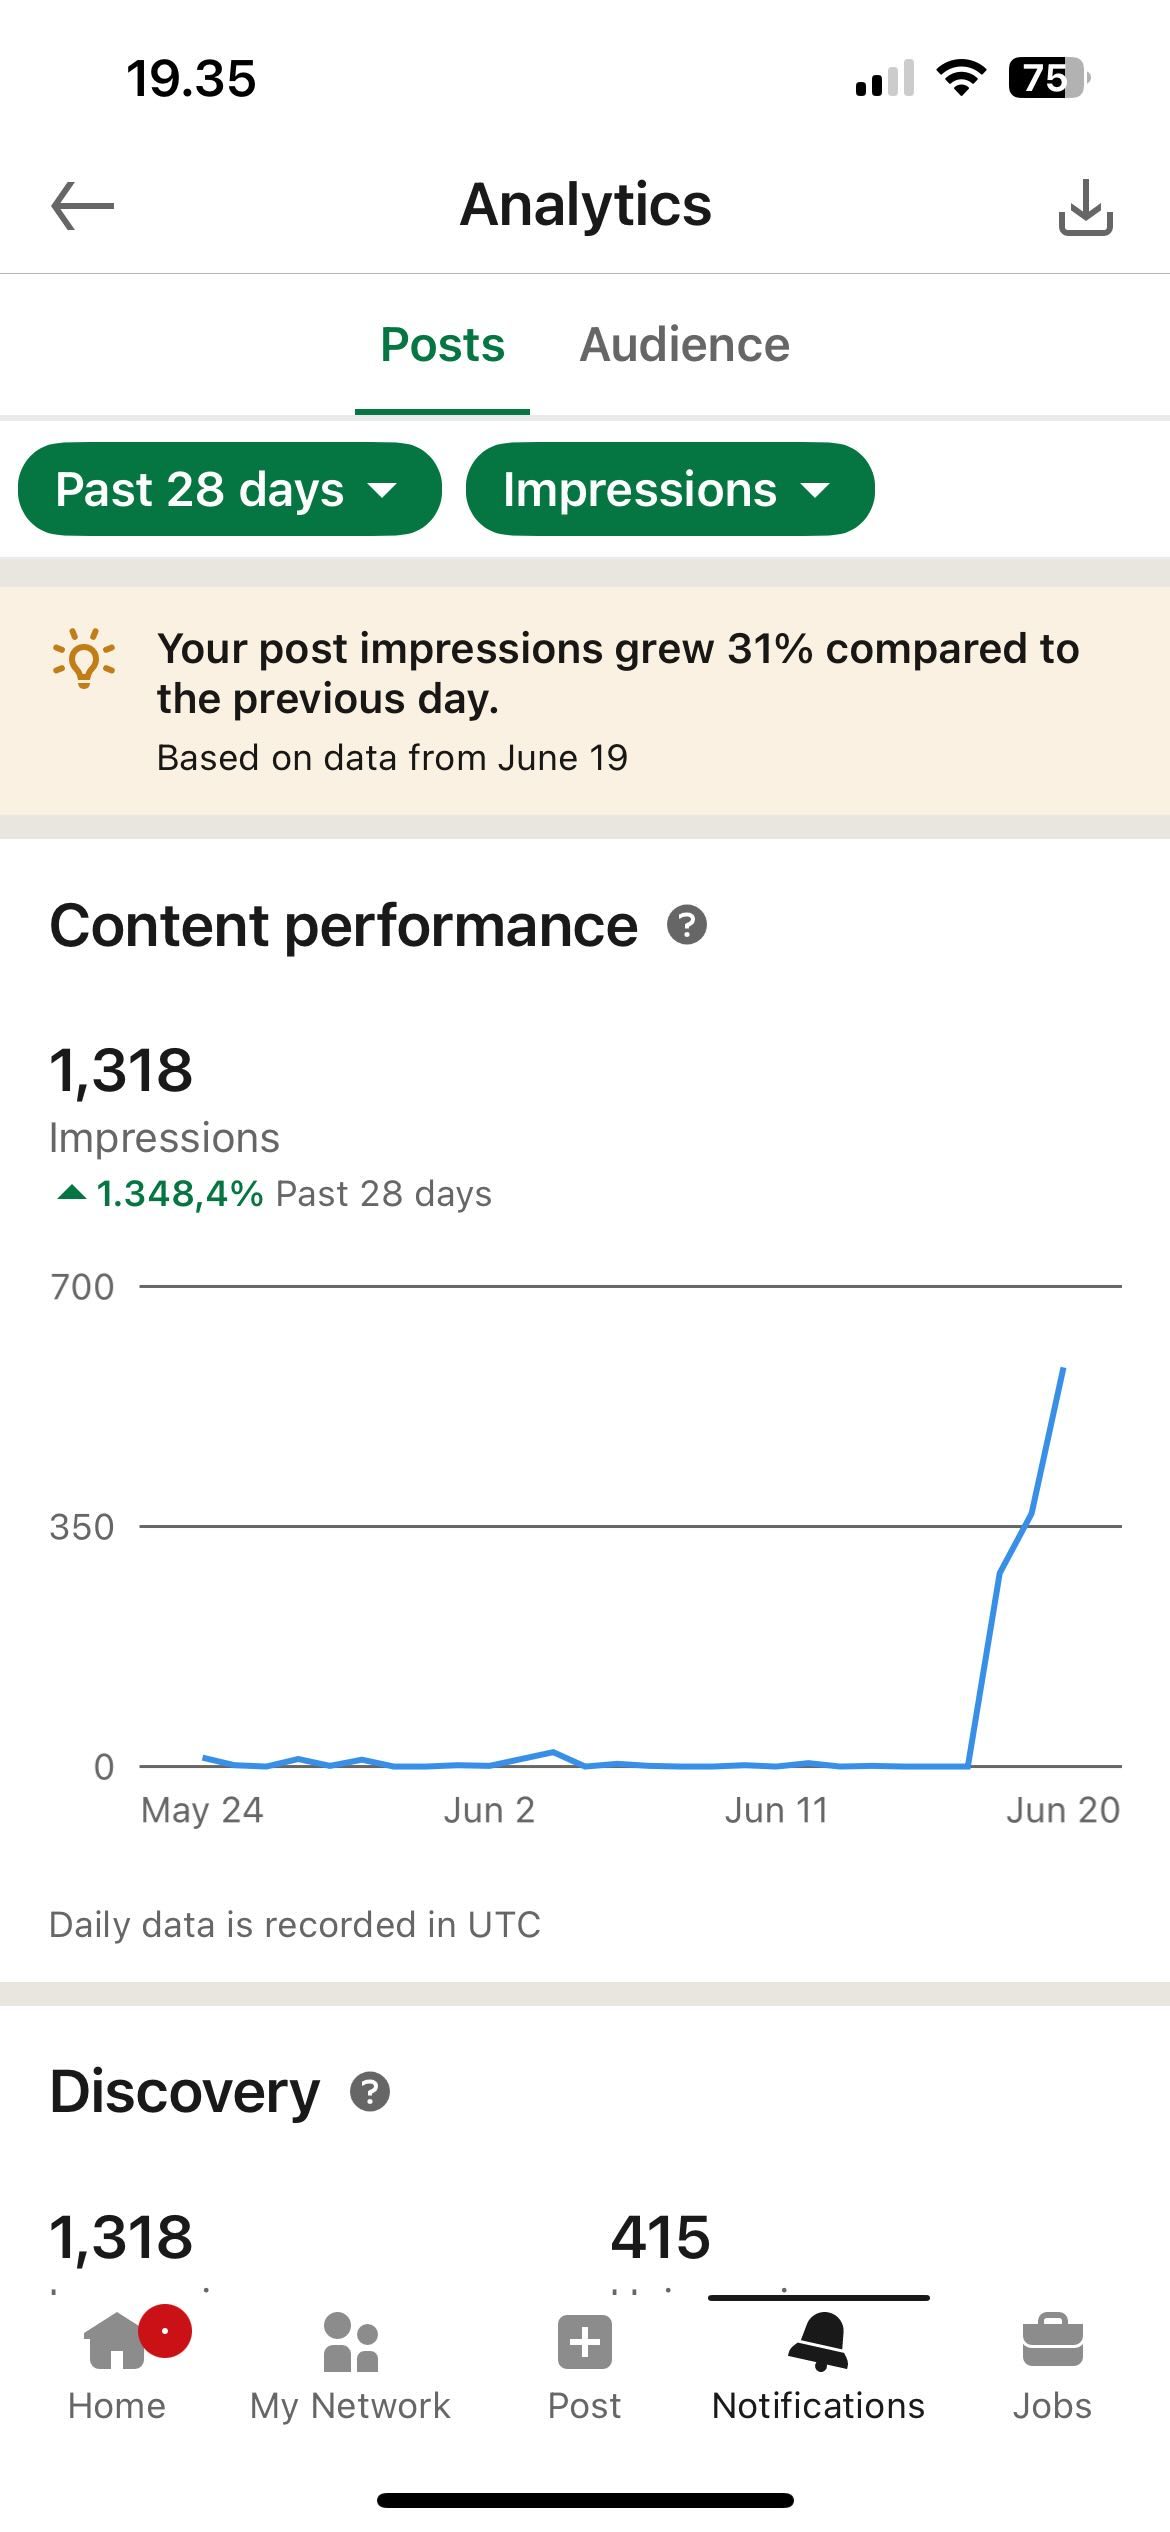 19.35
75
Analytics
Posts Audience
Past 28 days Impressions
Your post impressions grew 31% compared to
the previous day.
Based on data from June 19
Content performance
1,318
Impressions
1.348,4% Past 28 days
700
350
0
May 24 Jun 2 Jun 11 Jun 20
Daily data is recorded in UTC
Discovery
1,318 415
Home My Network Post Notifications Jobs